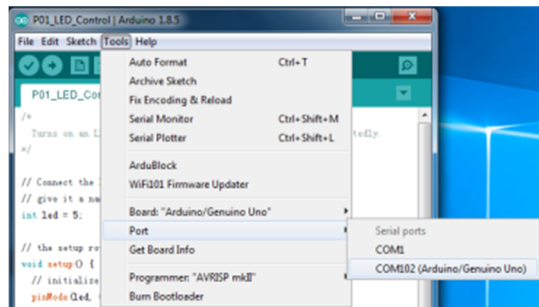 P01_LED_Control | Arduino 1.8.5
File Edit Sketch Tools Help
P01_LED_Co
Auto Format Ctrl+T
Archive Sketch
Fix Encoding & Reload
Serial Monitor Ctrl+Shift+M
Serial Plotter Ctrl+Shift+L
ArduBlock
WiFi101 Firmware Updater
Board: "Arduino/Genuino Uno"
Port
Get Board Info
Programmer: "AVRISP mkII"
Burn Bootloader
Serial ports
COM1
COM102 (Arduino/Genuino Uno)
/*
Turns on an L
tedly.
*/
// Connect the
// give it a na
int led = 5;
// the setup ro
void setup() {
// initialize
pinMode(led,